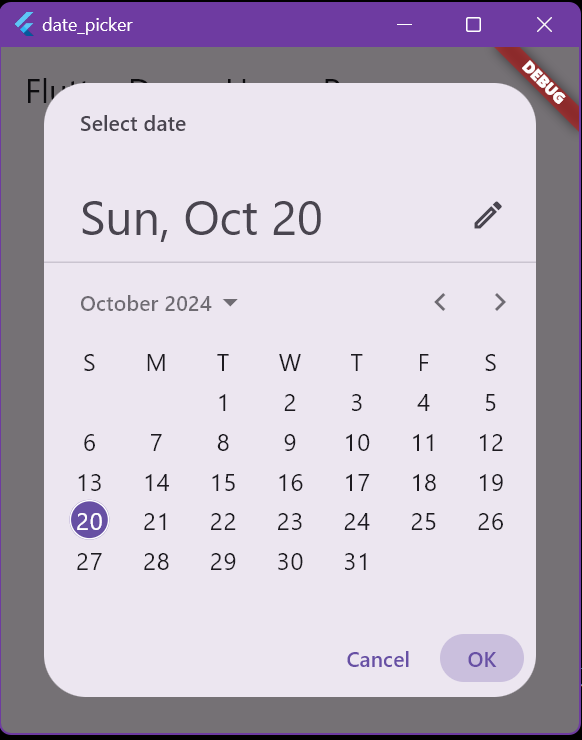 date_picker
DEBUG
Select date
Sun, Oct 20
October 2024
S M T W T F S
1 2 3 4 5
6 7 8 9 10 11 12
13 14 15 16 17 18 19
20 21 22 23 24 25 26
27 28 29 30 31
Cancel OK